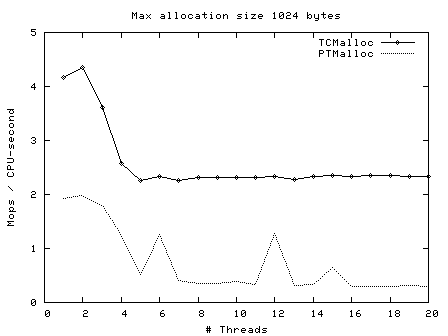 Max allocation size 1024 bytes
5
TCMalloc
PTMalloc
4
3
2
1
0
Mops / CPU-second
0 2 4 6 8 10 12 14 16 18 20
# Threads